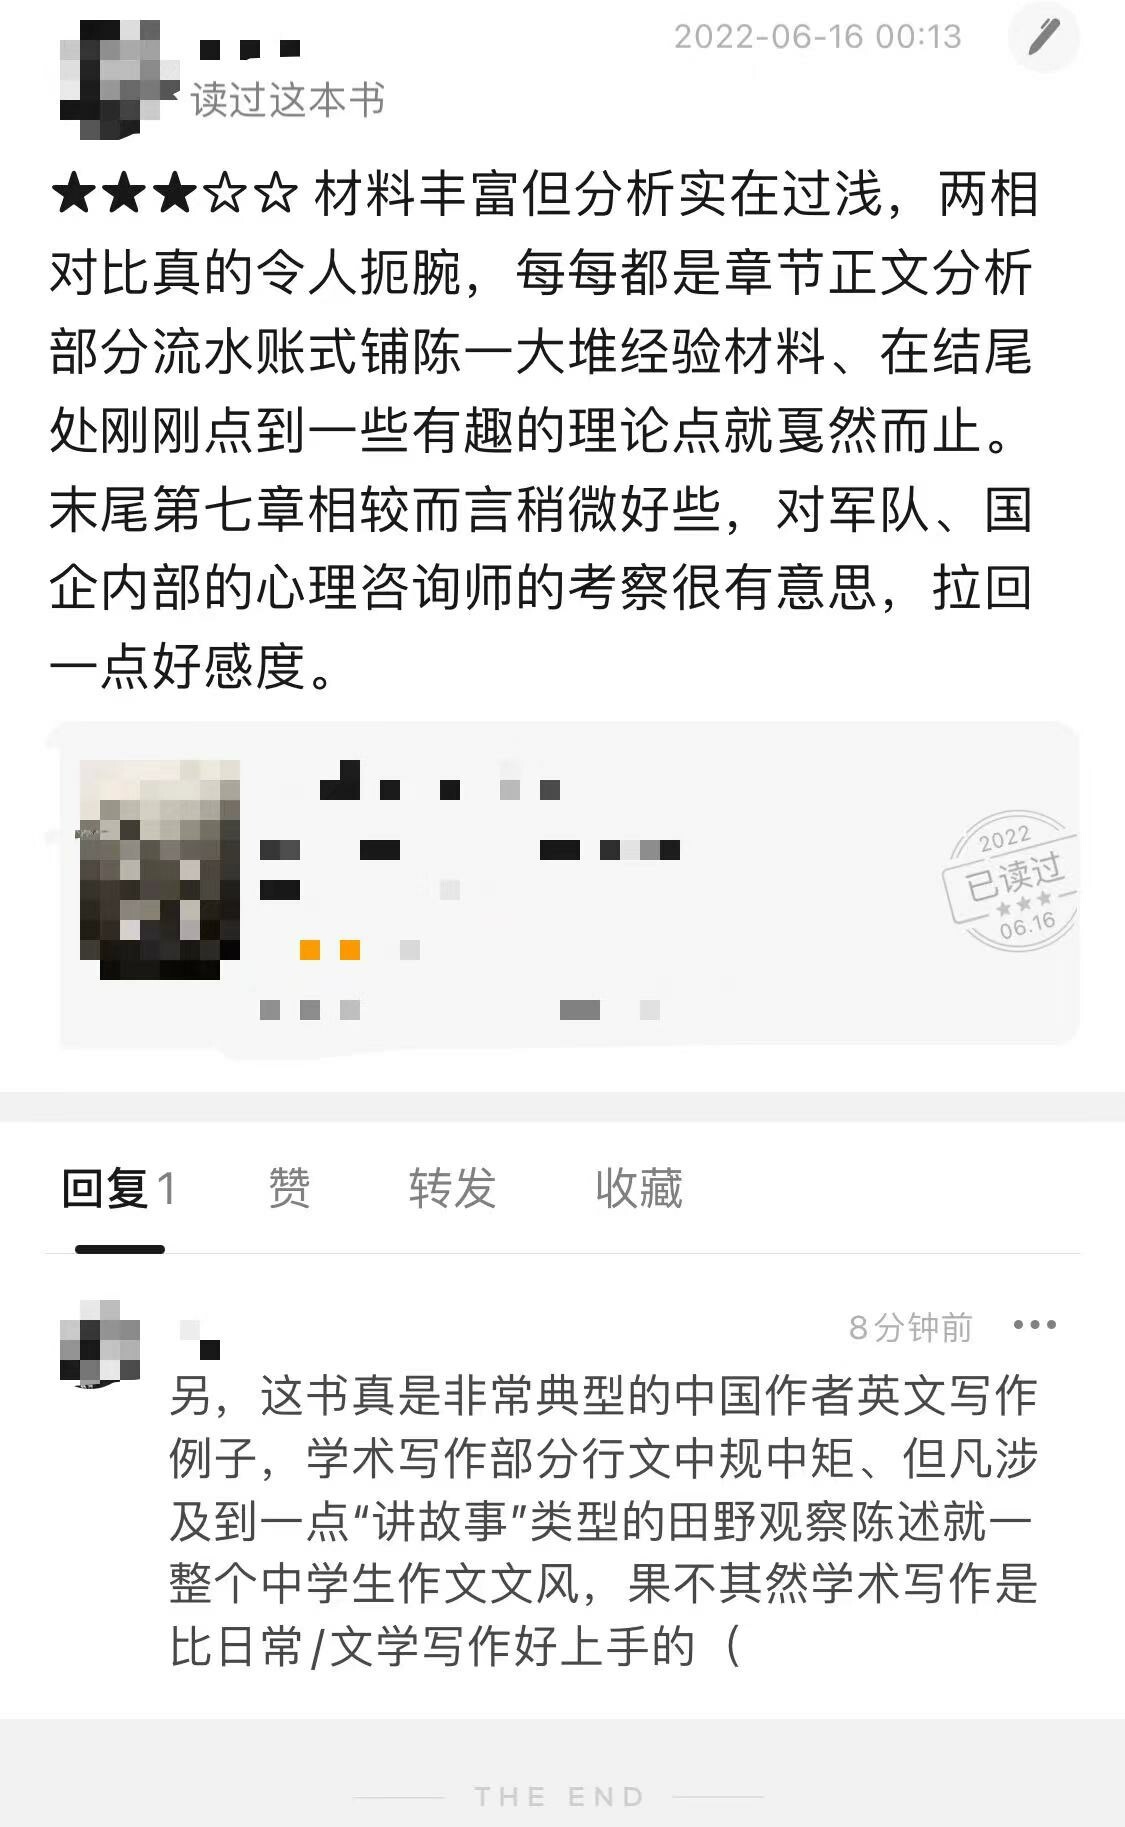 2022-06-16 00:13
读过这本书
★★★☆☆ 材料丰富但分析实在过浅，两相
对比真的令人扼腕，每每都是章节正文分析
部分流水账式铺陈一大堆经验材料、在结尾
处刚刚点到一些有趣的理论点就戛然而止。
末尾第七章相较而言稍微好些，对军队、国
企内部的心理咨询师的考察很有意思，拉回
一点好感度。
2022
已读过
★★★
06.16
回复 1 赞 转发 收藏
8分钟前
另，这书真是非常典型的中国作者英文写作
例子，学术写作部分行文中规中矩、但凡涉
及到一点“讲故事”类型的田野观察陈述就一
整个中学生作文文风，果不其然学术写作是
比日常/文学写作好上手的（
THE END